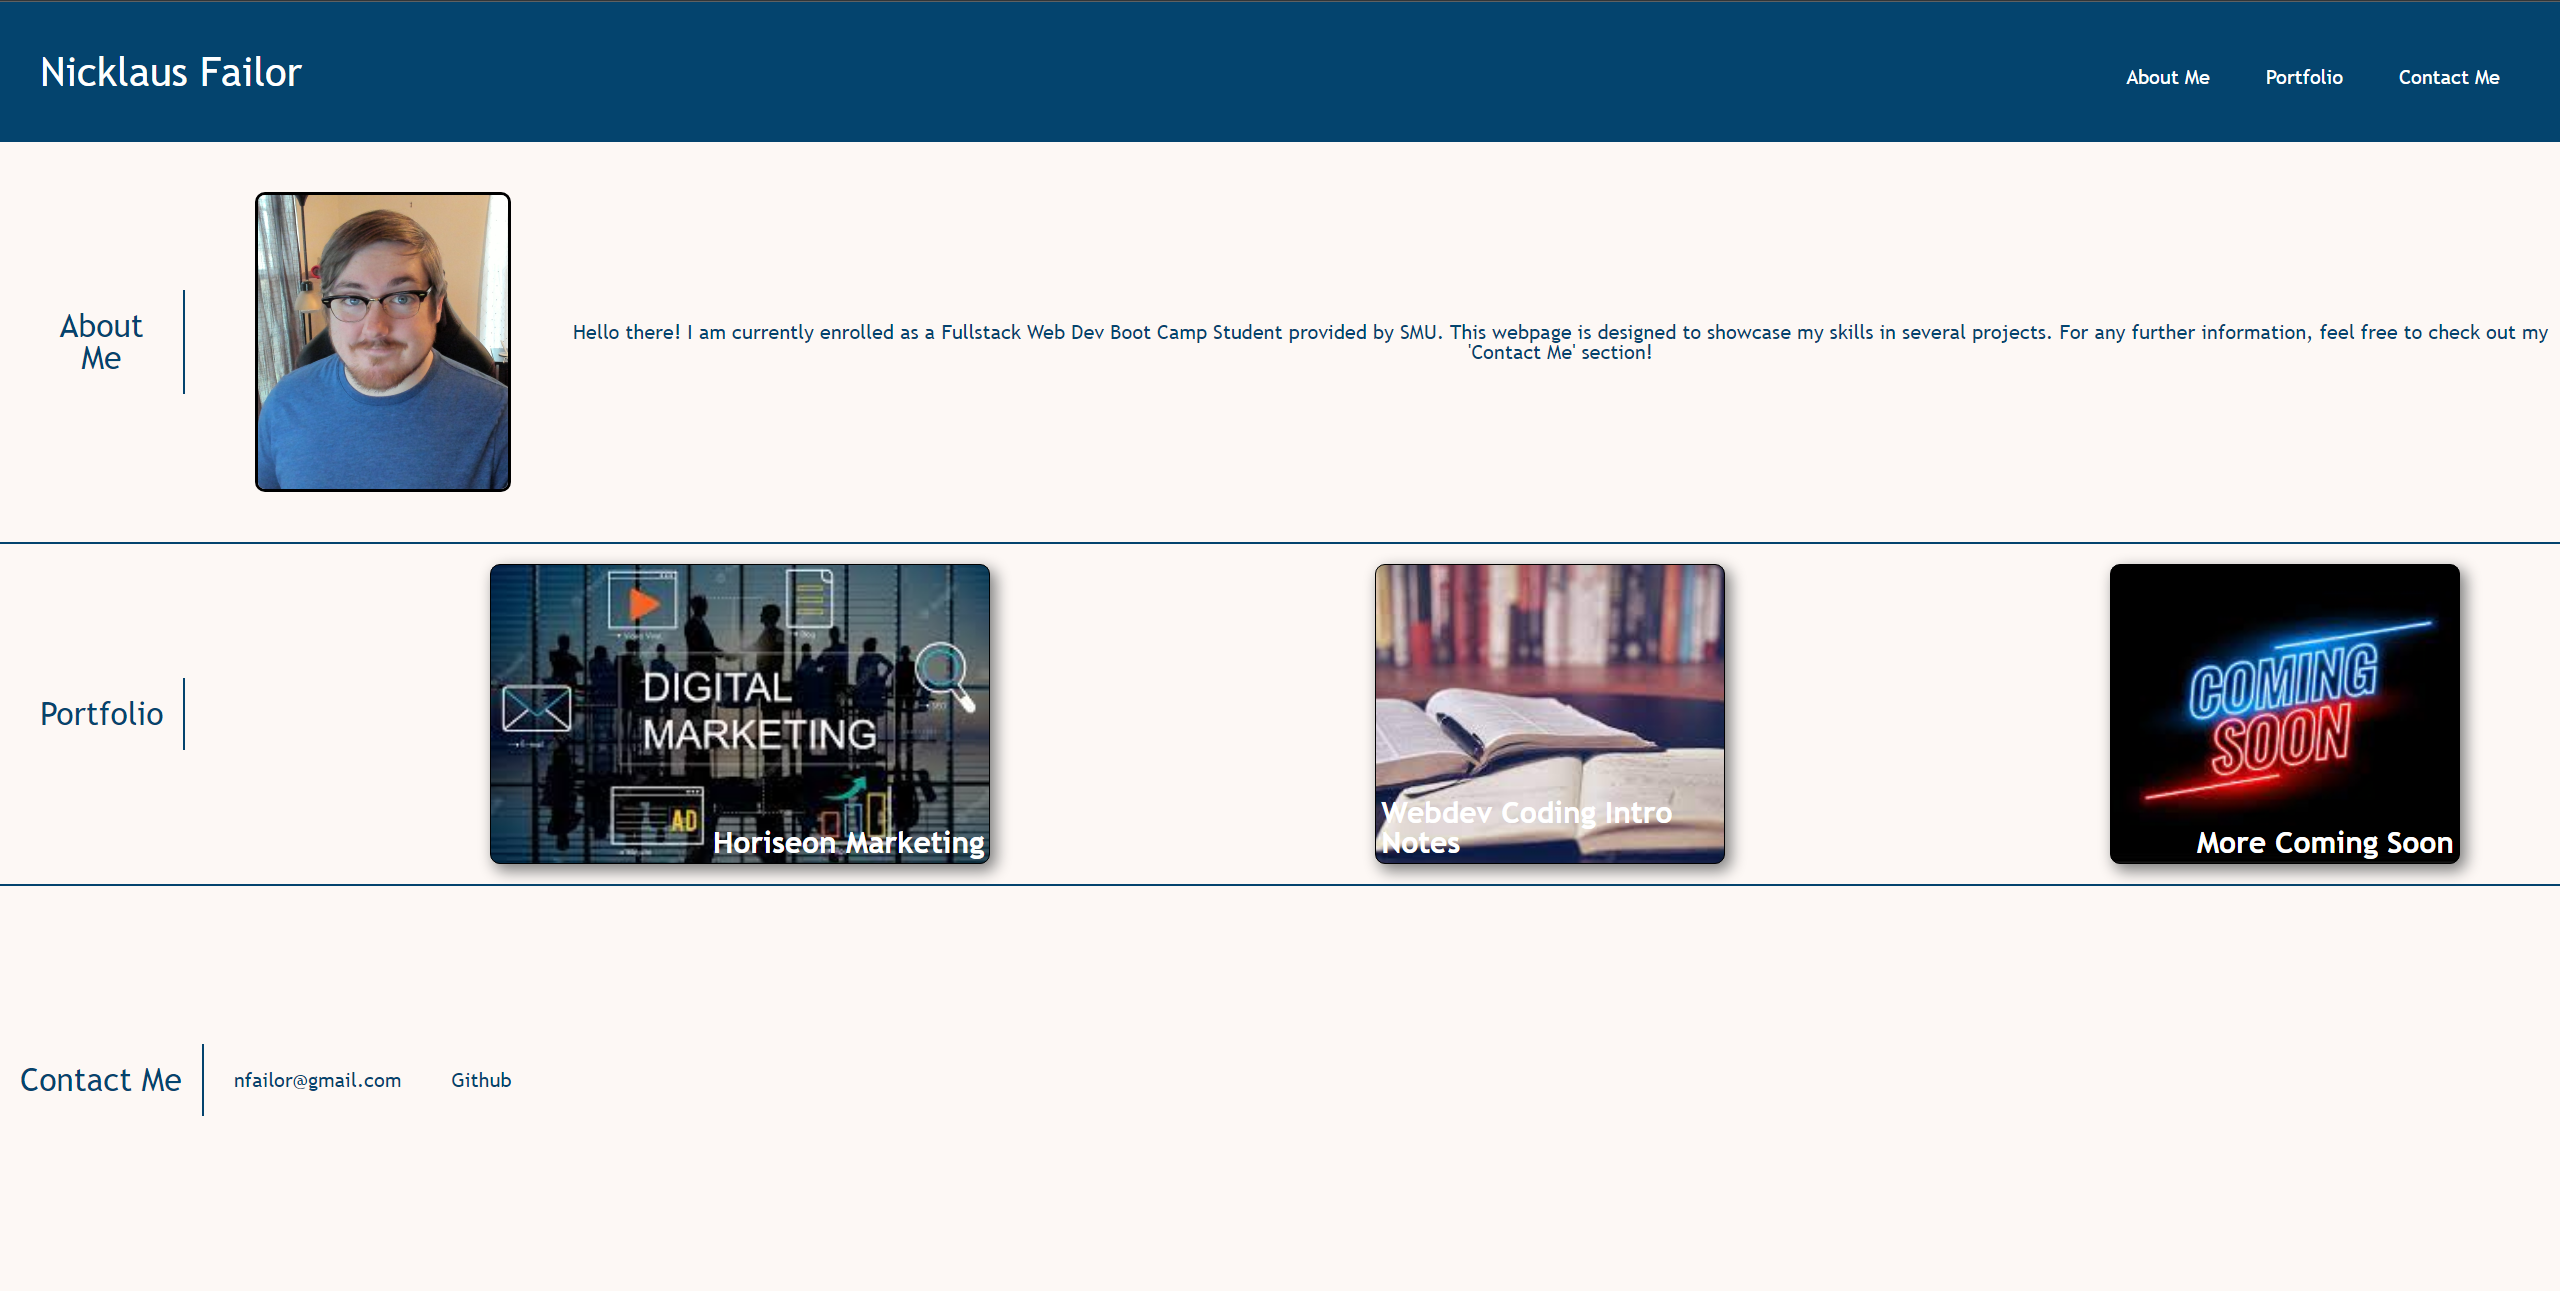 Nicklaus Failor
About Me
Portfolio
Contact Me
About
Me
Hello there! I am currently enrolled as a Fullstack Web Dev Boot Camp Student provided by SMU. This webpage is designed to showcase my skills in several projects. For any further information, feel free to check out my
'Contact Me' section!
Portfolio
DIGITAL
MARKETING
AD
Horiseon Marketing
Webdev Coding Intro
Notes
COMING
SOON
More Coming Soon
Contact Me
nfailor@gmail.com
Github